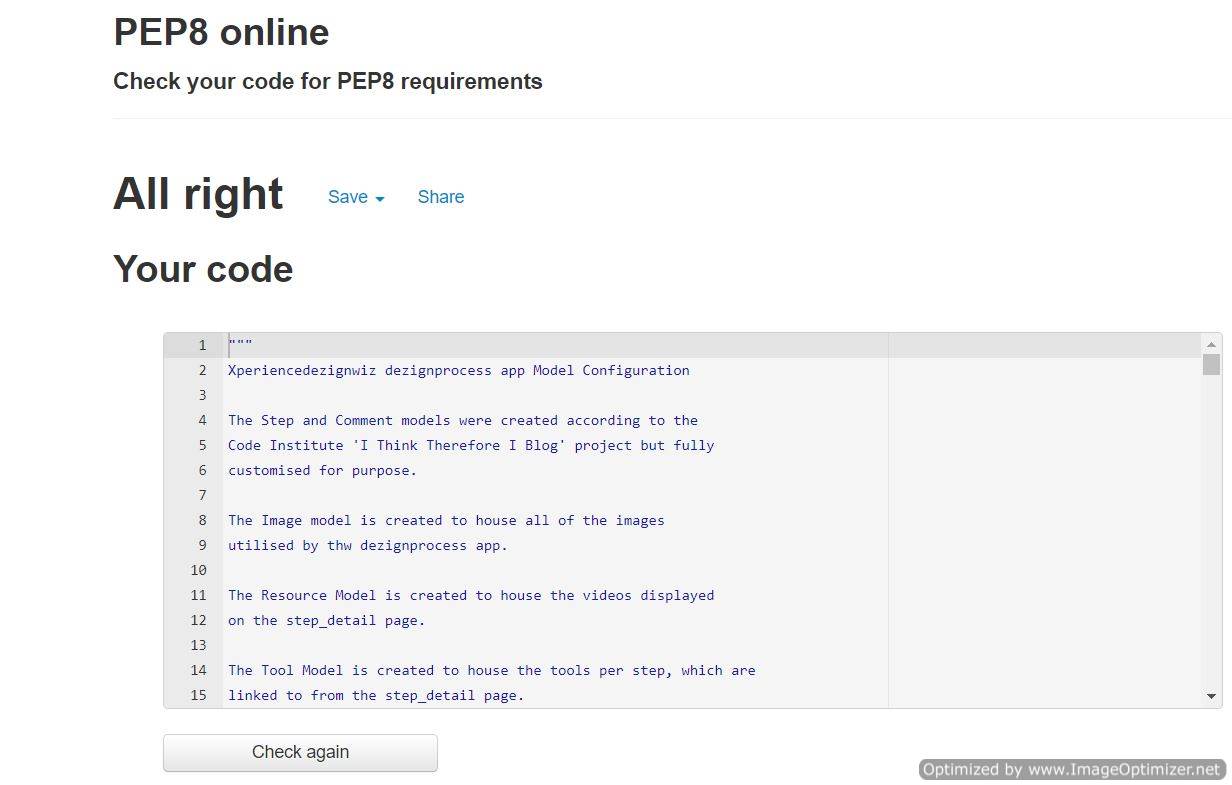 PEP8 online
Check your code for PEP8 requirements
All right Save Share
Your code
1 """
2 Xperiencedezignwiz dezignprocess app Model Configuration
3
4 The Step and Comment models were created according to the
5 Code Institute 'I Think Therefore I Blog' project but fully
6 customised for purpose.
7
8 The Image model is created to house all of the images
9 utilised by thw dezignprocess app.
10
11 The Resource Model is created to house the videos displayed
12 on the step_detail page.
13
14 The Tool Model is created to house the tools per step, which are
15 linked to from the step_detail page.
Check again
Optimized by www.ImageOptimizer.net